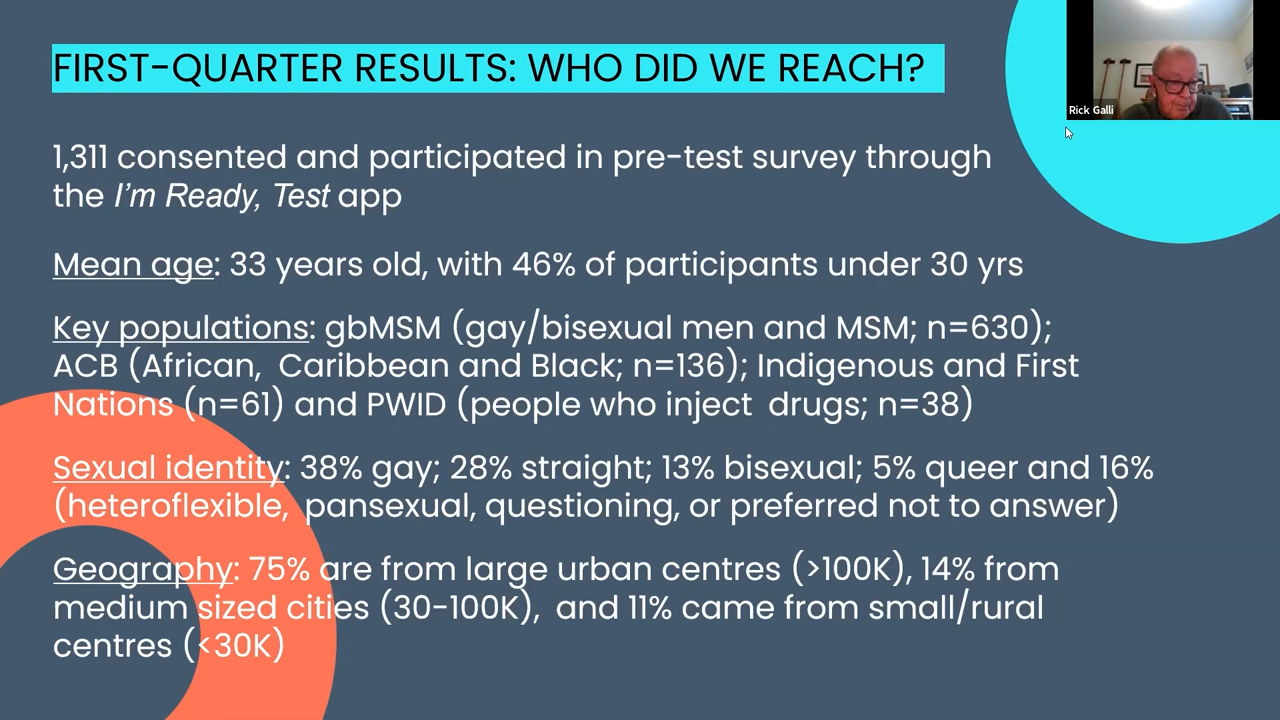 FIRST-QUARTER RESULTS: WHO DID WE REACH?
Rick Galli
1,311 consented and participated in pre-test survey through
the I'm Ready, Test app
Mean age: 33 years old, with 46% of participants under 30 yrs
Key populations: gbMSM (gay/bisexual men and MSM; n=630);
ACB (African, Caribbean and Black; n=136); Indigenous and First
Nations (n=61) and PWID (people who inject drugs; n=38)
Sexual identity: 38% gay; 28% straight; 13% bisexual; 5% queer and 16%
(heteroflexible, pansexual, questioning, or preferred not to answer)
Geography: 75% are from large urban centres (>100K), 14% from
medium sized cities (30-100K), and 11% came from small/rural
centres (<30K)